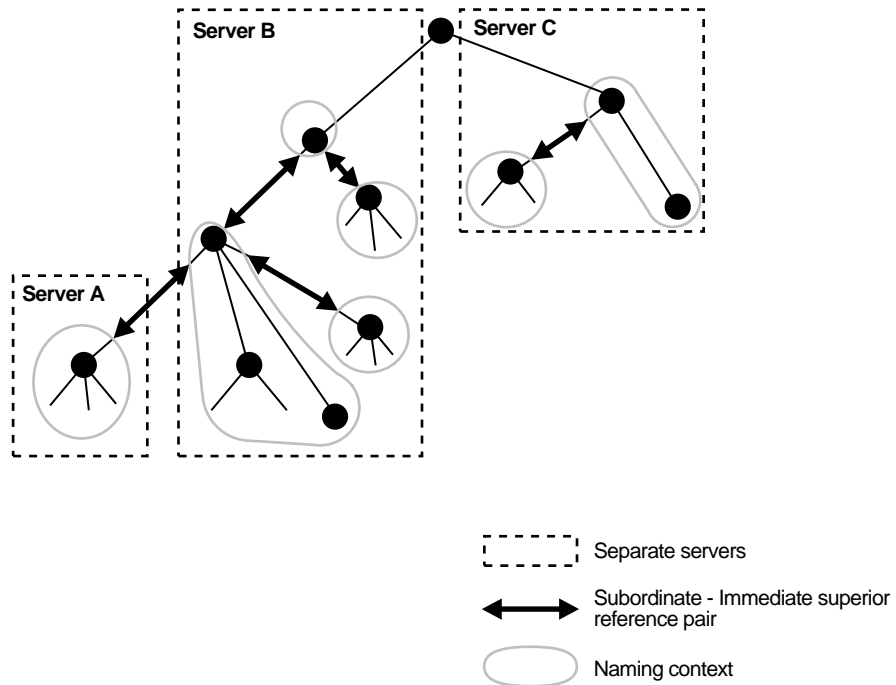 Server B
Server C
Server A
Separate servers
Subordinate - Immediate superior
reference pair
Naming context